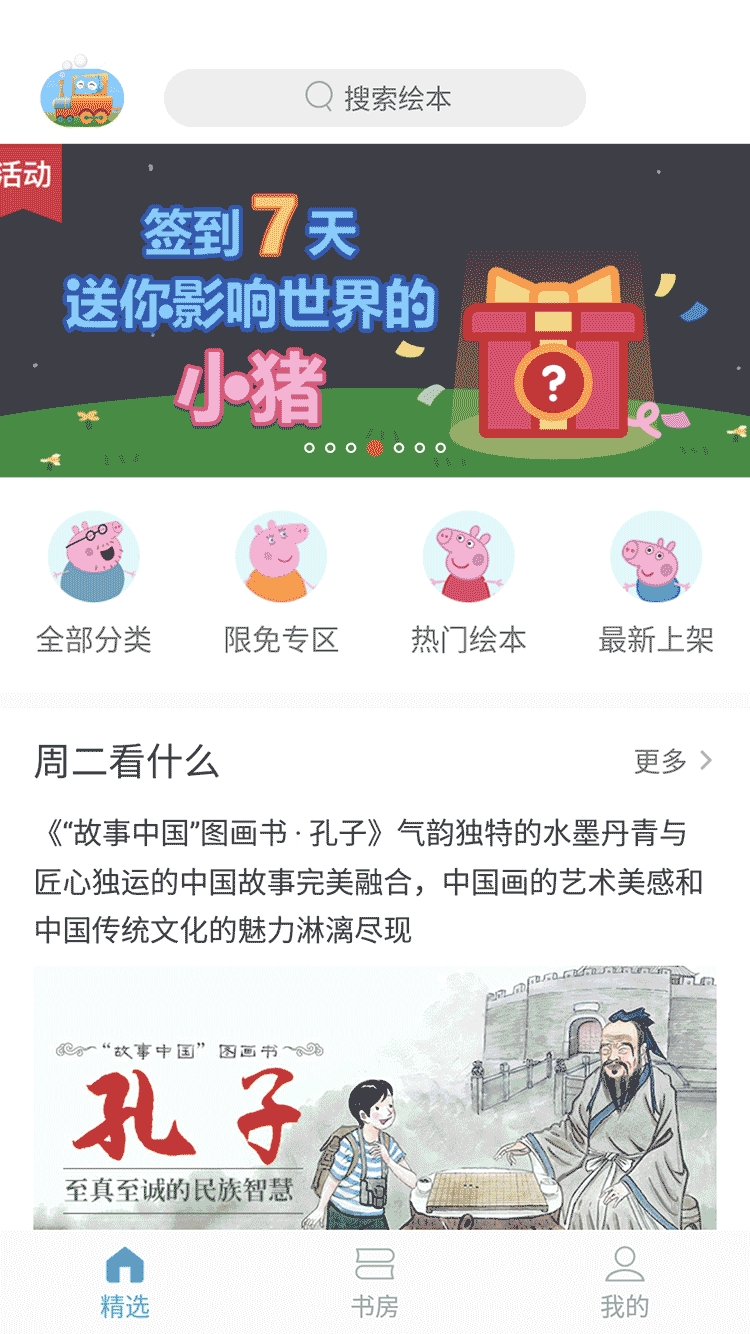 搜索绘本
活动
签到7天
送你影响世界的
小猪
?
全部分类
限免专区
热门绘本
最新上架
周二看什么
更多
《“故事中国”图画书 · 孔子》气韵独特的水墨丹青与
匠心独运的中国故事完美融合，中国画的艺术美感和
中国传统文化的魅力淋漓尽现
“故事中国”图画书
孔子
至真至诚的民族智慧
精选
书房
我的